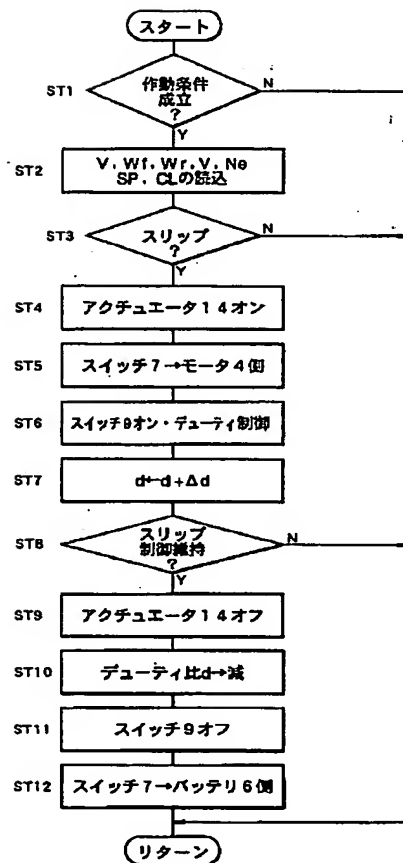 スタート
ST1
作動条件
成立
?
N
Y
ST2
V, Wf, Wr, V, Ne
SP, CLの読込
ST3
スリップ
?
N
Y
ST4
アクチュエータ14オン
ST5
スイッチ7→モータ4側
ST6
スイッチ9オン・デューティ制御
ST7
d←d+Δd
ST8
スリップ
制御維持
?
N
Y
ST9
アクチュエータ14オフ
ST10
デューティ比d→減
ST11
スイッチ9オフ
ST12
スイッチ7→バッテリ6側
リターン